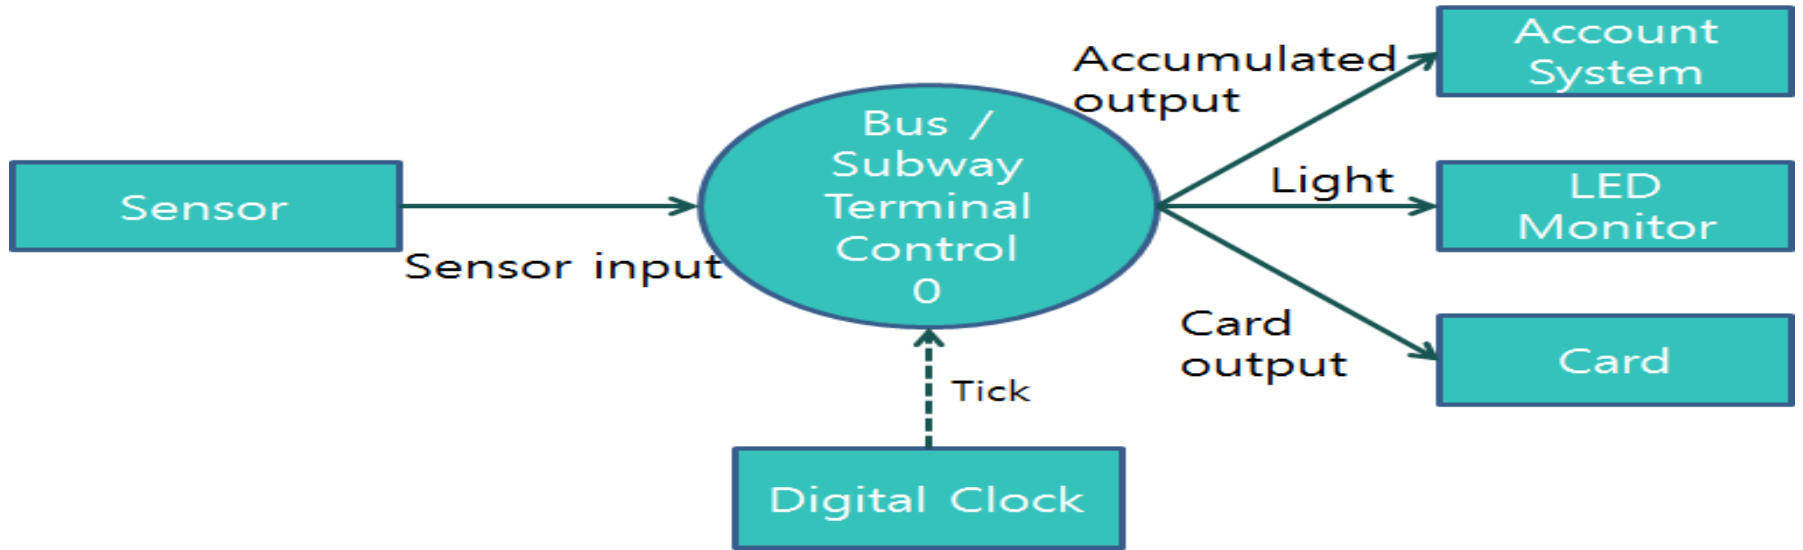 Sensor
Sensor input
Bus /
Subway
Terminal
Control
0
Tick
Digital Clock
Accumulated
output
Light
Card
output
Account
System
LED
Monitor
Card